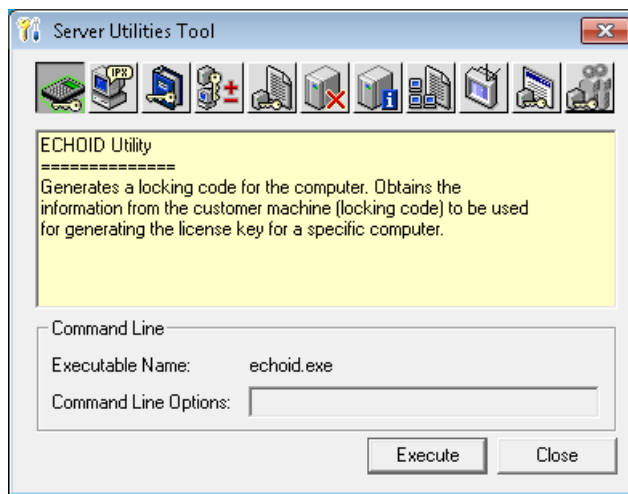 Server Utilities Tool
IPX
ECHOID Utility
==============
Generates a locking code for the computer. Obtains the
information from the customer machine (locking code) to be used
for generating the license key for a specific computer.
Command Line
Executable Name: echoid.exe
Command Line Options:
Execute Close